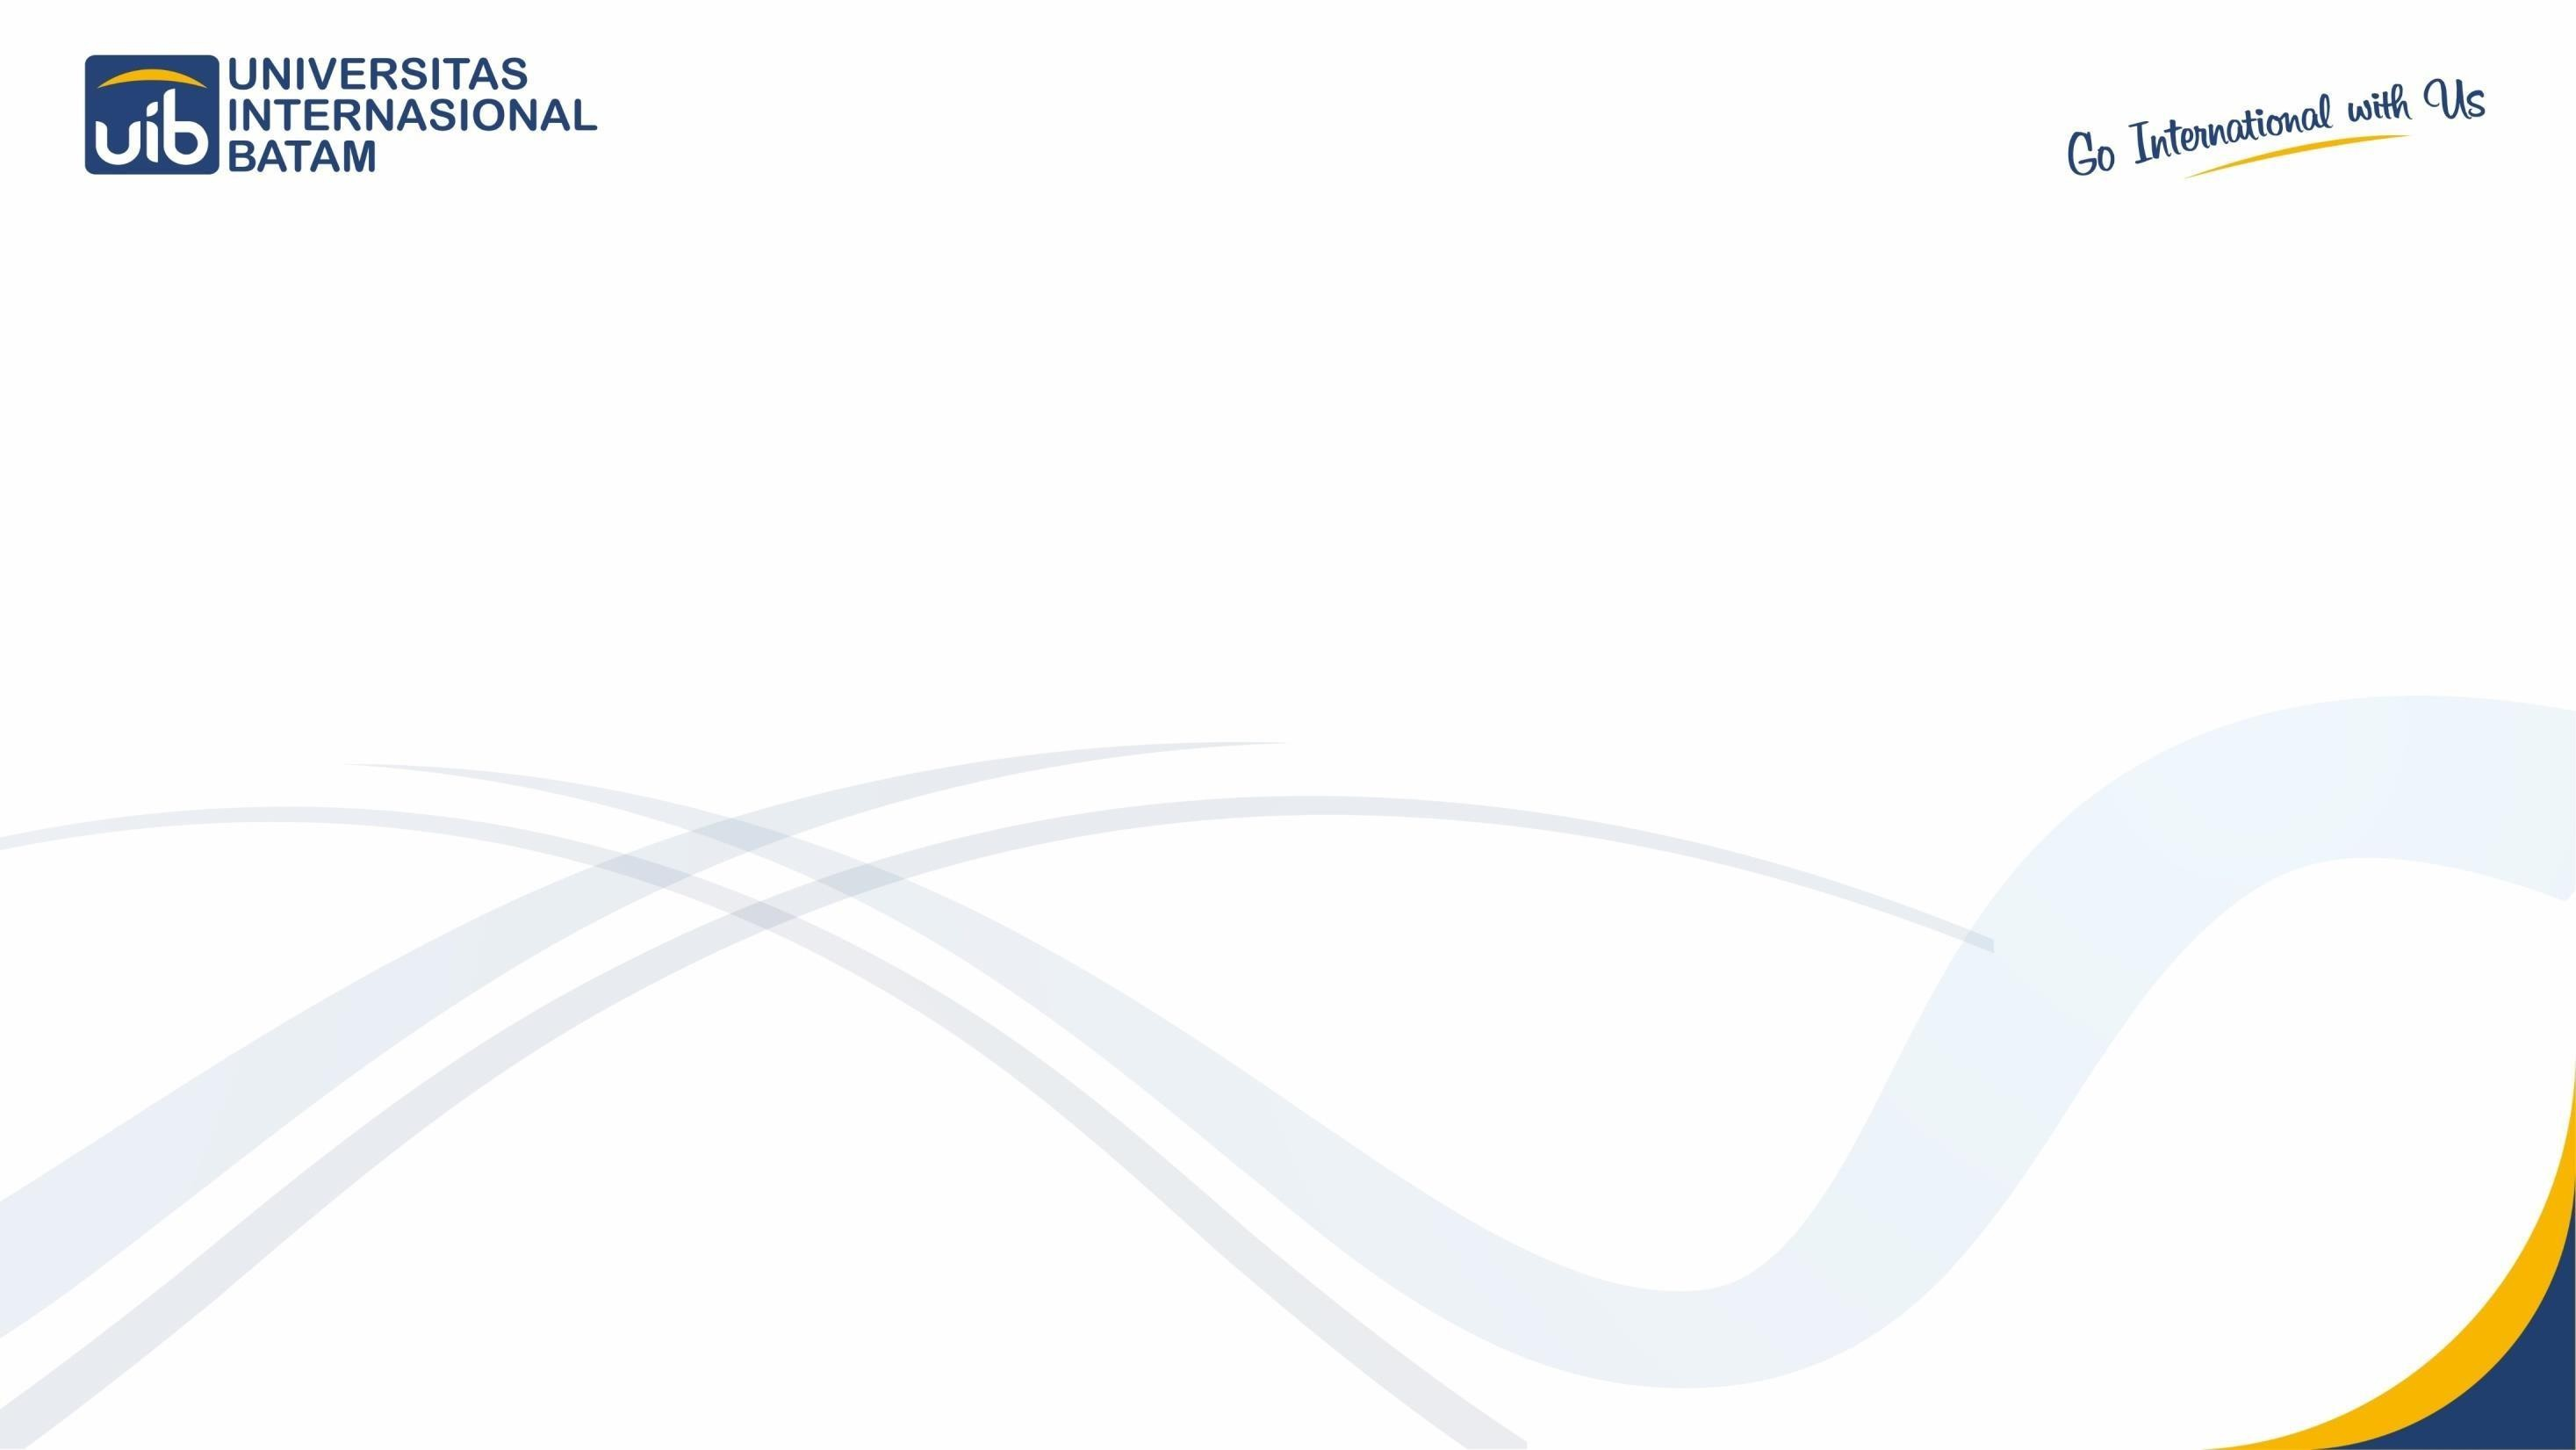 uib
UNIVERSITAS
INTERNASIONAL
BATAM
Go International with Us